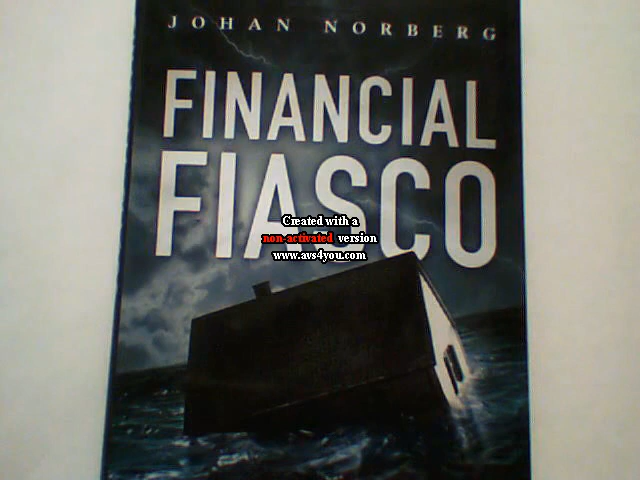 JOHAN NORBERG
FINANCIAL
FIASCO
Created with a
non-activated version
www.avs4you.com